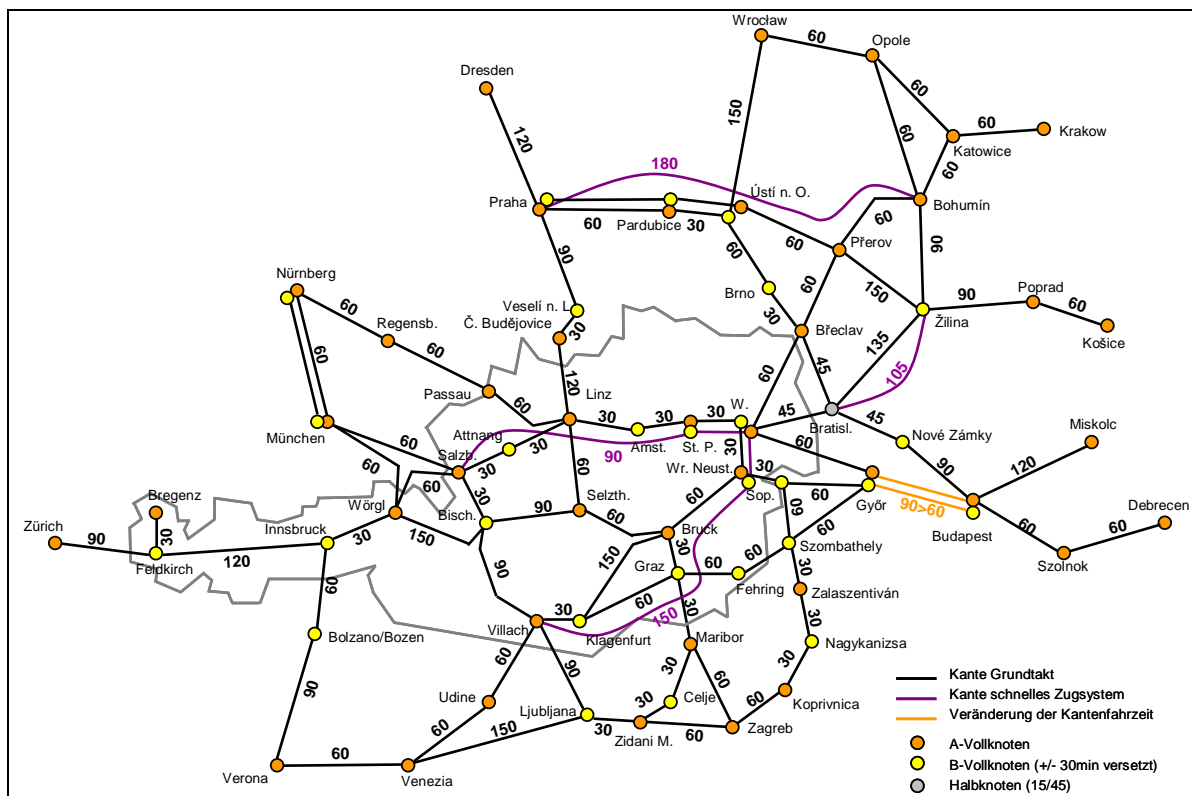 Wrocław
60
Opole
Dresden
150
60
60
60
Krakow
Katowice
120
180
60
Ústí n. O.
Praha
60
Pardubice
30
60
Bohumín
60
60
Přerov
90
90
60
150
Nürnberg
Brno
30
Poprad
90
60
Veselí n. L
Žilina
60
Regensb.
Č. Budějovice
30
Břeclav
Košice
60
60
135
105
45
120
60
Passau
60
Linz
W.
30
30
30
45
Bratisl.
45
Miskolc
München
Attnang
Amst.
St. P.
Nové Zámky
60
Salzb.
30
90
30
60
90
120
60
60
30
60
Wr. Neust.
30
Sop.
60
Győr
90>60
Debrecen
Bregenz
Wörgl
Bisch.
90
Selzth.
60
60
Budapest
60
60
Zürich
Innsbruck
30
150
60
Bruck
60
Szolnok
90
30
Feldkirch
120
90
150
30
Szombathely
Graz
60
60
Fehring
30
60
60
Zalaszentiván
Bolzano/Bozen
Villach
30
Klagenfurt
150
30
30
Maribor
Nagykanizsa
90
60
90
30
60
30
Kante Grundtakt
Udine
30
Celje
60
Koprivnica
Kante schnelles Zugsystem
Ljubljana
Veränderung der Kantenfahrzeit
60
150
30
Zidani M.
60
Zagreb
A-Vollknoten
60
B-Vollknoten (+/- 30min versetzt)
Verona
Venezia
Halbknoten (15/45)